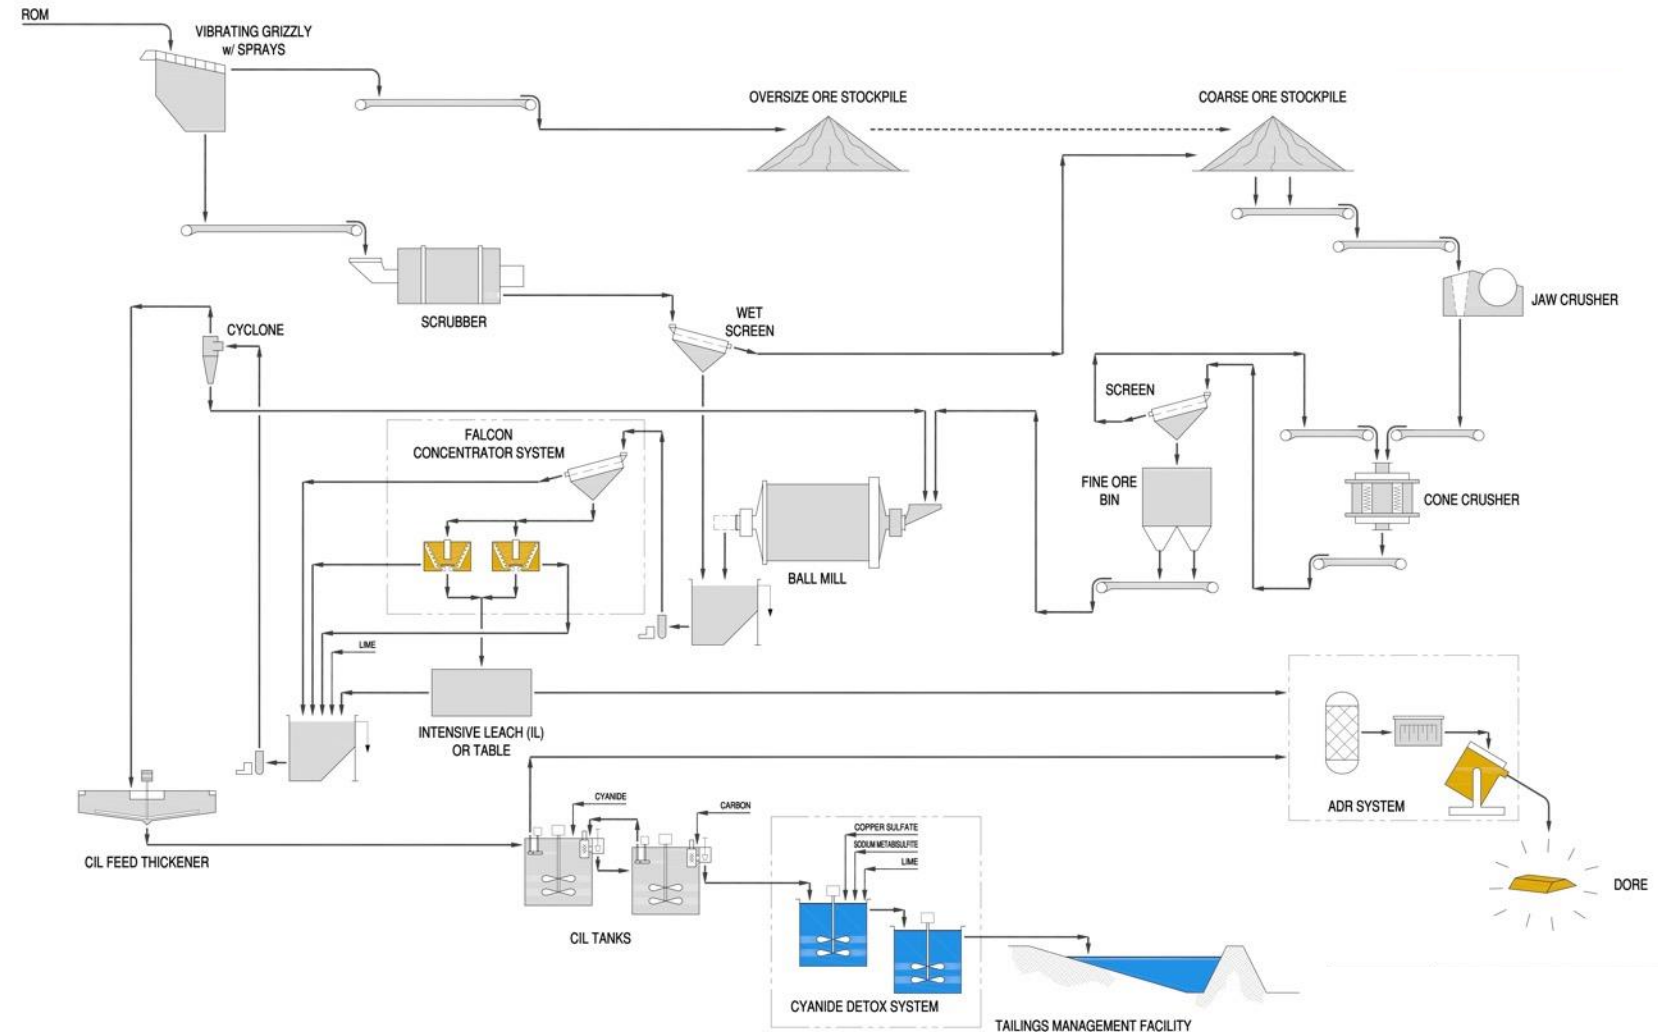 ROM
VIBRATING GRIZZLY
w/ SPRAYS
OVERSIZE ORE STOCKPILE
COARSE ORE STOCKPILE
JAW CRUSHER
SCRUBBER
WET
SCREEN
CYCLONE
SCREEN
FALCON
CONCENTRATOR SYSTEM
FINE ORE
BIN
CONE CRUSHER
BALL MILL
LIME
INTENSIVE LEACH (IL)
OR TABLE
ADR SYSTEM
CYANIDE
CARBON
COPPER SULFATE
SODIUM METABISULFITE
LIME
CIL FEED THICKENER
DORE
CIL TANKS
CYANIDE DETOX SYSTEM
TAILINGS MANAGEMENT FACILITY